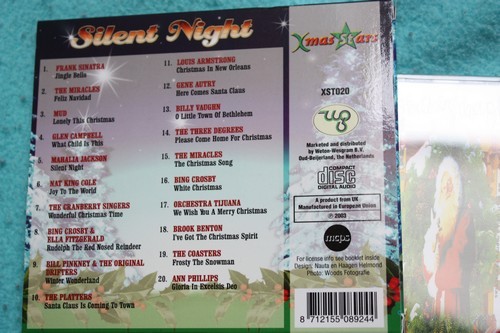 Silent Night
1. FRANK SINATRA
Jingle Bells
2. THE MIRACLES
Feliz Navidad
3. MUD
Lonely This Christmas
4. GLEN CAMPBELL
What Child Is This
5. MAHALIA JACKSON
Silent Night
6. NAT KING COLE
Joy To The World
7. THE CRANBERRY SINGERS
Wonderful Christmas Time
8. BING CROSBY &
ELLA FITZGERALD
Rudolph The Red Nosed Reindeer
9. BILL PINKNEY & THE ORIGINAL
DRIFTERS
Winter Wonderland
10. THE PLATTERS
Santa Claus Is Coming To Town
11. LOUIS ARMSTRONG
Christmas In New Orleans
12. GENE AUTRY
Here Comes Santa Claus
13. BILLY VAUGHN
O Little Town Of Bethlehem
14. THE THREE DEGREES
Please Come Home For Christmas
15. THE MIRACLES
The Christmas Song
16. BING CROSBY
White Christmas
17. ORCHESTRA TIJUANA
We Wish You A Merry Christmas
18. BROOK BENTON
I've Got The Christmas Spirit
19. THE COASTERS
Frosty The Snowman
20. ANN PHILLIPS
Gloria In Excelsis Deo
Xmas Stars
XST020
Marketed and distributed
by Weton-Wesgram B.V.
Oud-Beijerland, the Netherlands
COMPACT
disc
DIGITAL AUDIO
A product from UK
Manufactured in European Union
℗ 2003
mcps
For license info see booklet inside
Design: Nauta en Haagen Helmond
Photo: Woods Fotografie
8 712155 089244